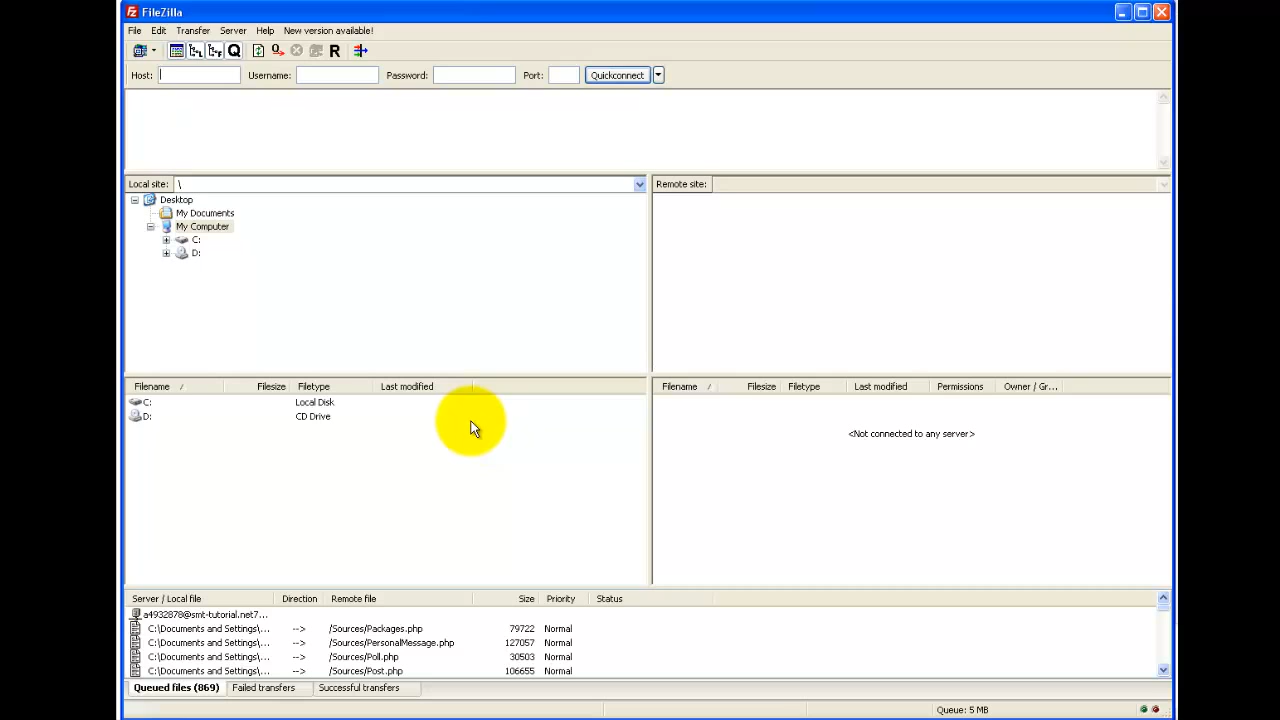 FileZilla
File Edit Transfer Server Help New version available!
Host: Username: Password: Port: Quickconnect
Local site: \ Remote site:
Desktop
My Documents
My Computer
C:
D:
Filename / Filesize Filetype Last modified
C: Local Disk
D: CD Drive
Filename / Filesize Filetype Last modified Permissions Owner / Gr...
<Not connected to any server>
Server / Local file Direction Remote file Size Priority Status
a4932878@smt-tutorial.net7...
C:\Documents and Settings\... --> /Sources/Packages.php 79722 Normal
C:\Documents and Settings\... --> /Sources/PersonalMessage.php 127057 Normal
C:\Documents and Settings\... --> /Sources/Poll.php 30503 Normal
C:\Documents and Settings\... --> /Sources/Post.php 106655 Normal
Queued files (869) Failed transfers Successful transfers
Queue: 5 MB